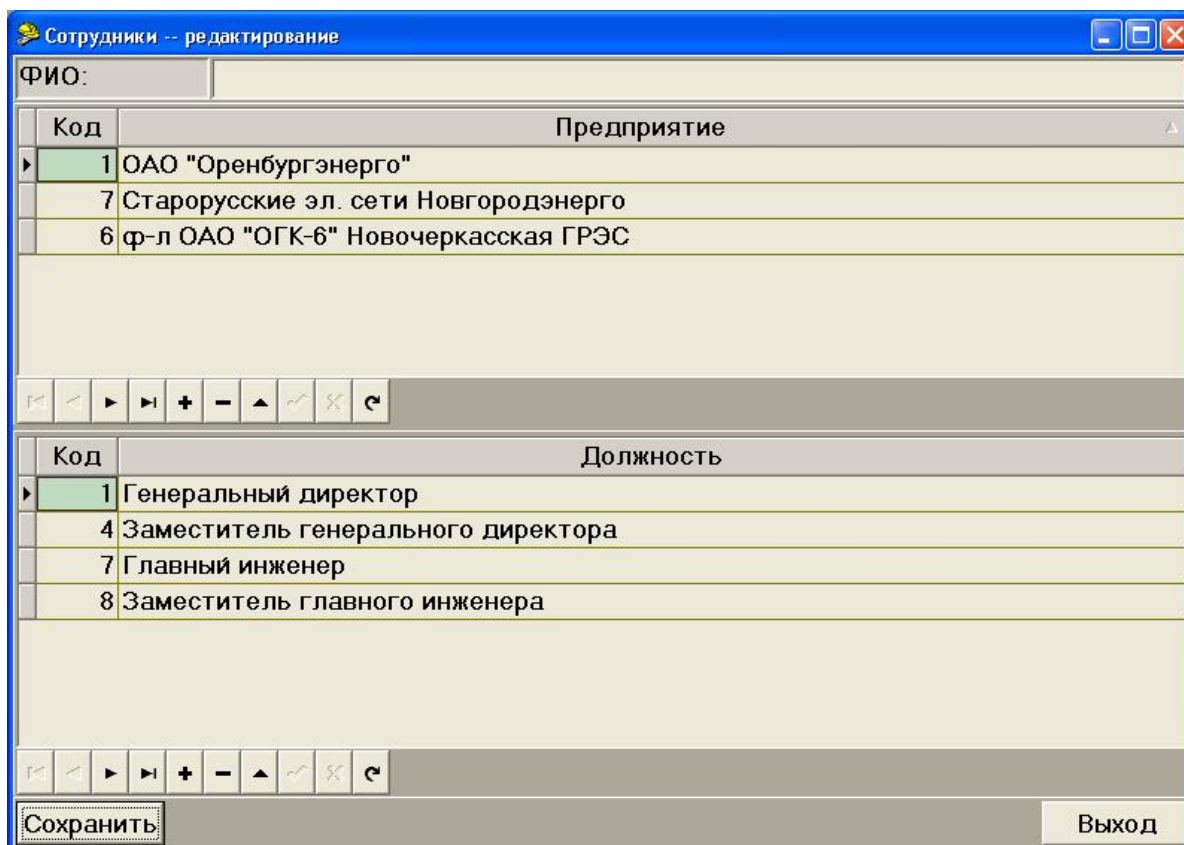 Сотрудники -- редактирование
ФИО:
Код Предприятие
1 ОАО "Оренбургэнерго"
7 Старорусские эл. сети Новгородэнерго
6 ф-л ОАО "ОГК-6" Новочеркасская ГРЭС
Код Должность
1 Генеральный директор
4 Заместитель генерального директора
7 Главный инженер
8 Заместитель главного инженера
Сохранить Выход